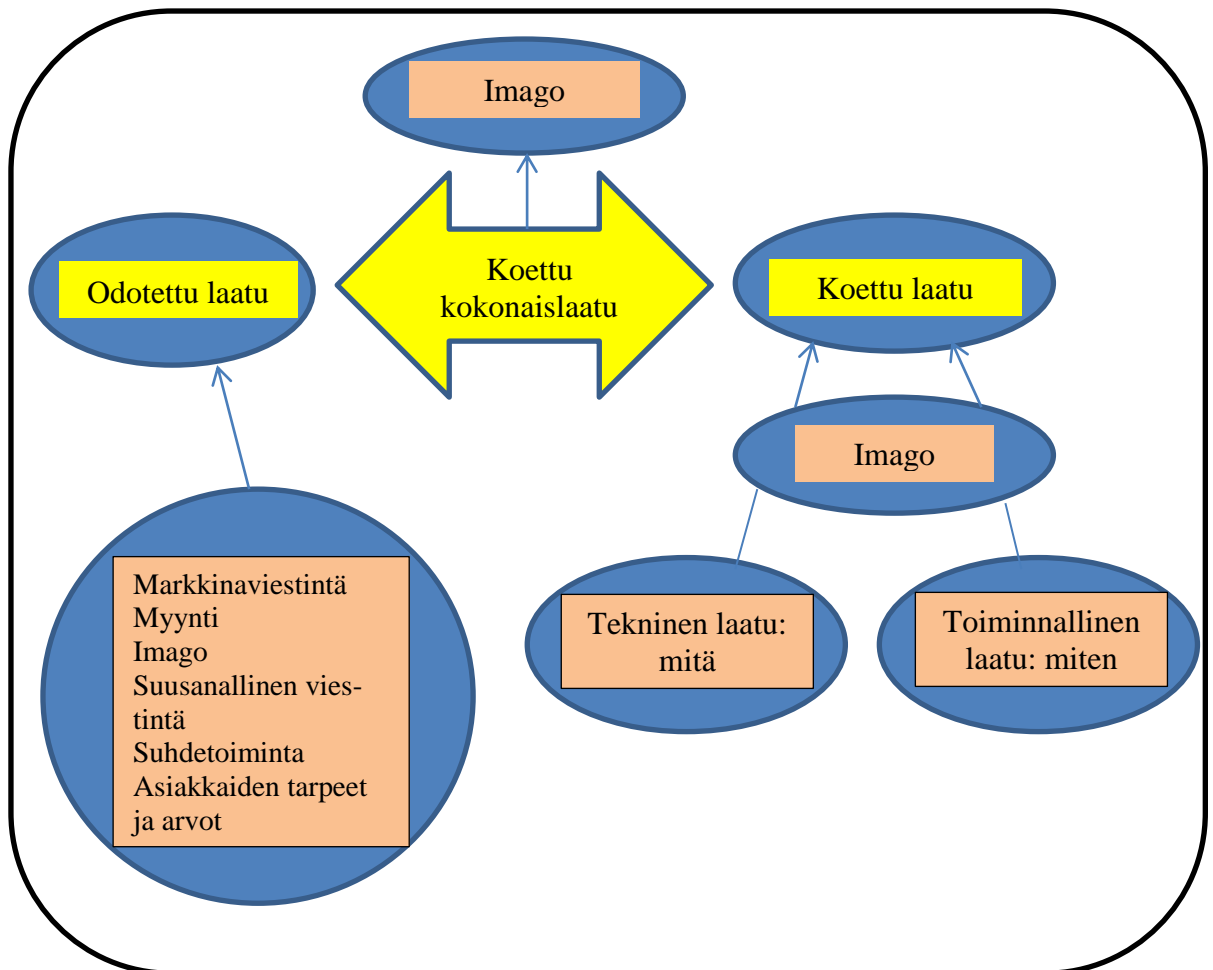 Imago
Odotettu laatu
Koettu
kokonaislaatu
Koettu laatu
Imago
Markkinaviestintä
Myynti
Imago
Suusanallinen vies-
tintä
Suhdetoiminta
Asiakkaiden tarpeet
ja arvot
Tekninen laatu:
mitä
Toiminnallinen
laatu: miten